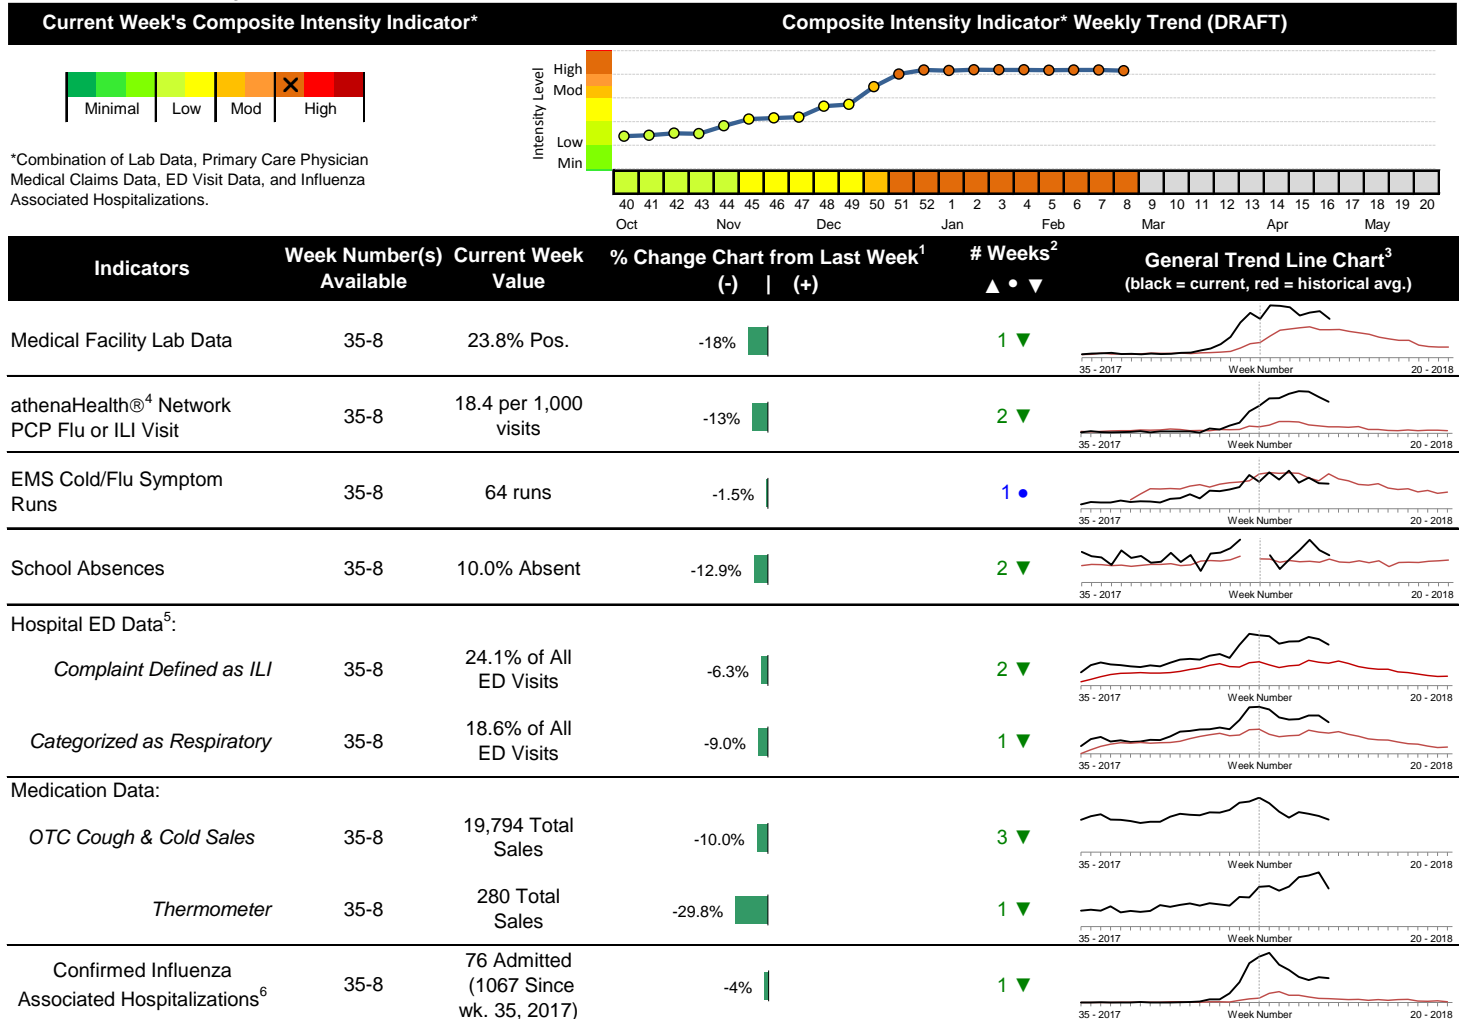 Current Week's Composite Intensity Indicator*
Composite Intensity Indicator* Weekly Trend (DRAFT)
Minimal Low Mod High
*Combination of Lab Data, Primary Care Physician
Medical Claims Data, ED Visit Data, and Influenza
Associated Hospitalizations.
Intensity Level
High
Mod
Low
Min
40 41 42 43 44 45 46 47 48 49 50 51 52 1 2 3 4 5 6 7 8 9 10 11 12 13 14 15 16 17 18 19 20
Oct Nov Dec Jan Feb Mar Apr May
Indicators
Week Number(s)
Available
Current Week
Value
% Change Chart from Last Week1
(-) | (+)
# Weeks2
▲ ● ▼
General Trend Line Chart3
(black = current, red = historical avg.)
Medical Facility Lab Data
35-8
23.8% Pos.
-18%
1 ▼
35 - 2017 Week Number 20 - 2018
athenaHealth®4 Network
PCP Flu or ILI Visit
35-8
18.4 per 1,000
visits
-13%
2 ▼
35 - 2017 Week Number 20 - 2018
EMS Cold/Flu Symptom
Runs
35-8
64 runs
-1.5%
1 ●
35 - 2017 Week Number 20 - 2018
School Absences
35-8
10.0% Absent
-12.9%
2 ▼
35 - 2017 Week Number 20 - 2018
Hospital ED Data5:
Complaint Defined as ILI
35-8
24.1% of All
ED Visits
-6.3%
2 ▼
35 - 2017 Week Number 20 - 2018
Categorized as Respiratory
35-8
18.6% of All
ED Visits
-9.0%
1 ▼
35 - 2017 Week Number 20 - 2018
Medication Data:
OTC Cough & Cold Sales
35-8
19,794 Total
Sales
-10.0%
3 ▼
35 - 2017 Week Number 20 - 2018
Thermometer
35-8
280 Total
Sales
-29.8%
1 ▼
35 - 2017 Week Number 20 - 2018
Confirmed Influenza
Associated Hospitalizations6
35-8
76 Admitted
(1067 Since
wk. 35, 2017)
-4%
1 ▼
35 - 2017 Week Number 20 - 2018